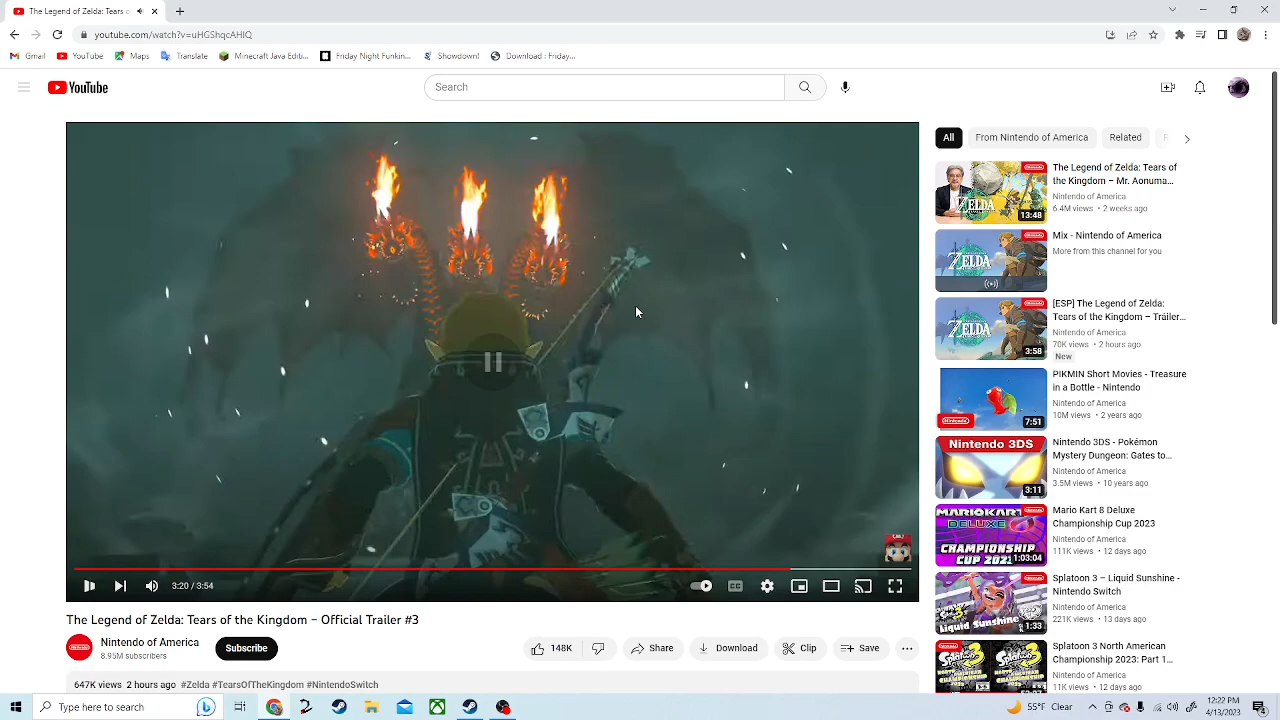 The Legend of Zelda: Tears o
youtube.com/watch?v=uHGShqcAHIQ
Gmail
YouTube
Maps
Translate
Minecraft Java Editi...
Friday Night Funkin...
Showdown!
Download : Friday...
YouTube
Search
All
From Nintendo of America
Related
The Legend of Zelda: Tears of
the Kingdom – Mr. Aonuma...
Nintendo of America
6.4M views • 2 weeks ago
ZELDA
13:48
Mix - Nintendo of America
More from this channel for you
ZELDA
[ESP] The Legend of Zelda:
Tears of the Kingdom – Tráiler...
Nintendo of America
70K views • 2 hours ago
New
ZELDA
3:58
PIKMIN Short Movies - Treasure
in a Bottle - Nintendo
Nintendo of America
10M views • 2 years ago
Nintendo
7:51
Nintendo 3DS - Pokémon
Mystery Dungeon: Gates to...
Nintendo of America
3.5M views • 10 years ago
Nintendo 3DS
3:11
Mario Kart 8 Deluxe
Championship Cup 2023
Nintendo of America
111K views • 12 days ago
MARIOKART
DELUXE
CHAMPIONSHIP
CUP 202
1:03:04
Splatoon 3 – Liquid Sunshine -
Nintendo Switch
Nintendo of America
221K views • 13 days ago
Liquid Sunshine
1:33
Splatoon 3 North American
Championship 2023: Part 1...
Nintendo of America
11K views • 12 days ago
3:20 / 3:54
CC
The Legend of Zelda: Tears of the Kingdom – Official Trailer #3
Nintendo of America
8.95M subscribers
Subscribe
148K
Share
Download
Clip
Save
647K views 2 hours ago #Zelda #TearsOfTheKingdom #NintendoSwitch
Type here to search
55°F Clear
12:22 PM
4/13/2023